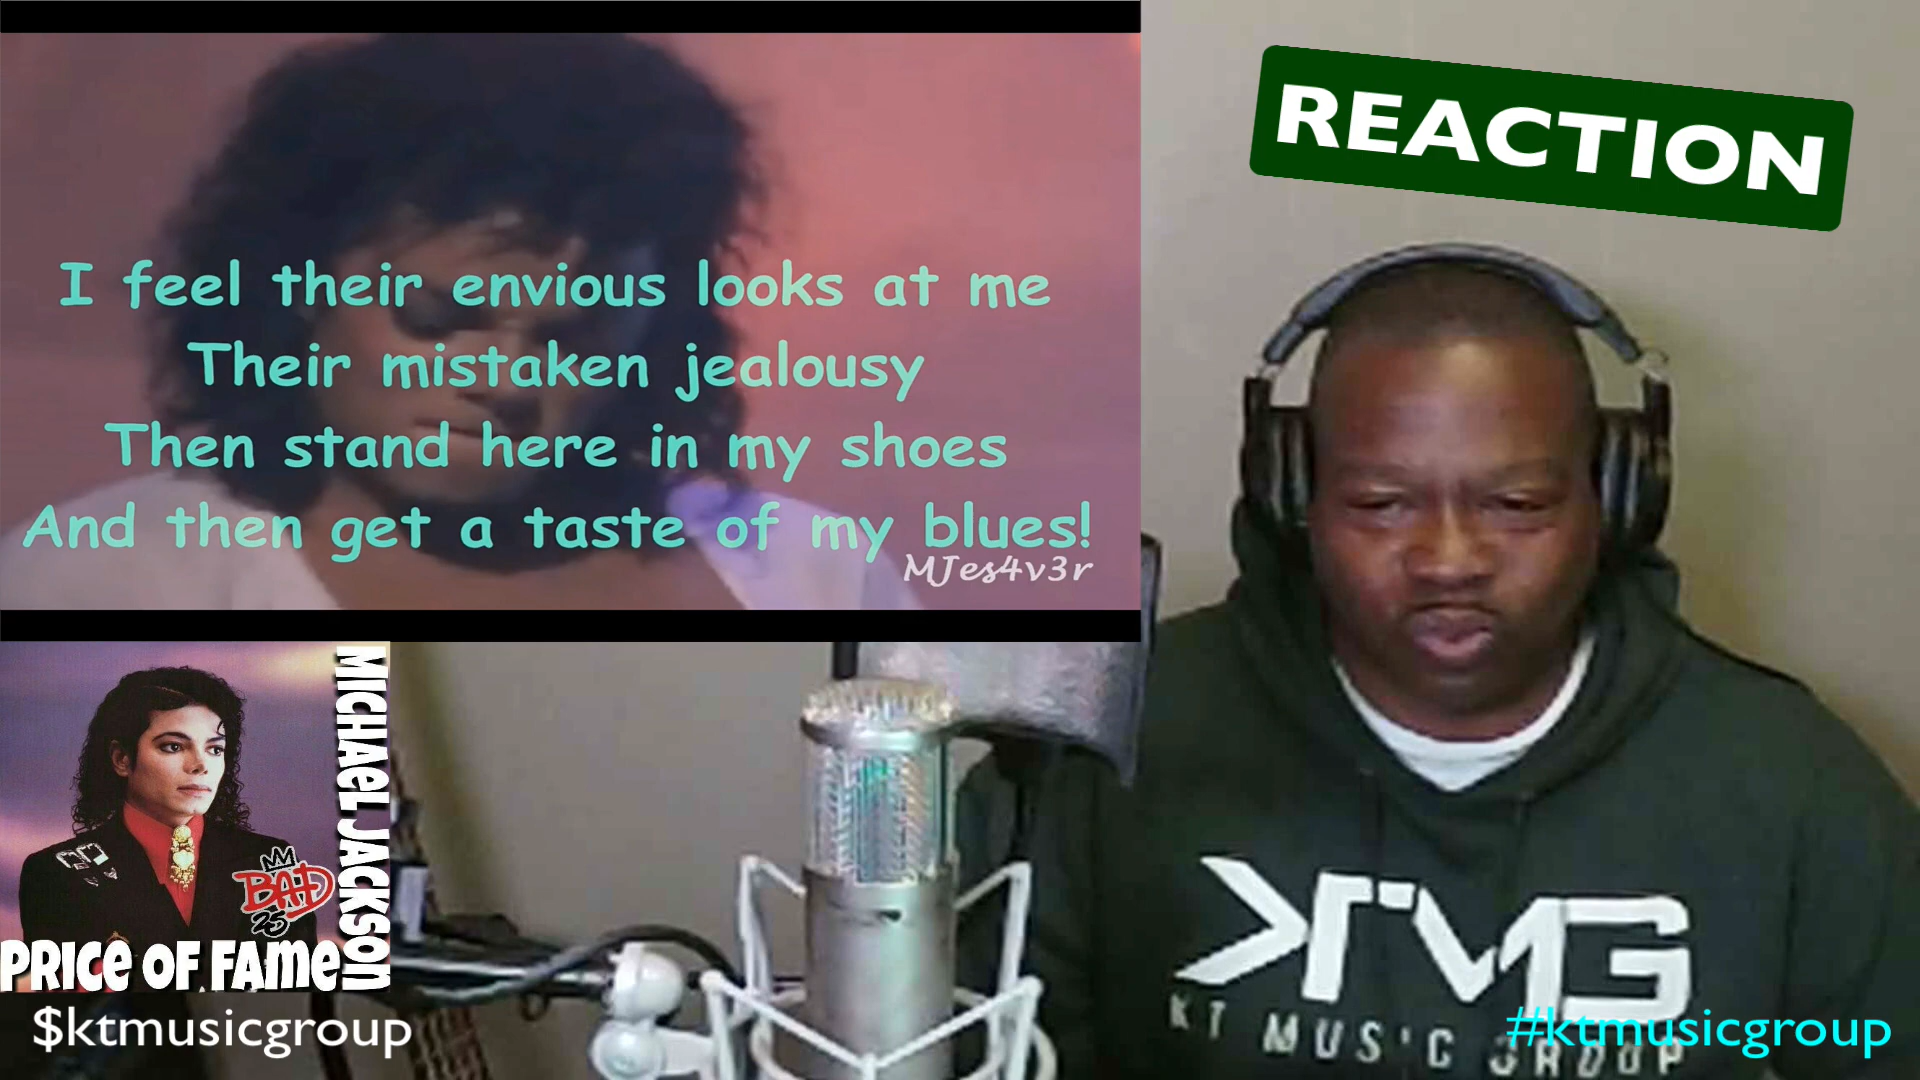 REACTION
I feel their envious looks at me
Their mistaken jealousy
Then stand here in my shoes
And then get a taste of my blues!
MJes4v3r
MICHAEL JACKSON
BAD
25
PRICE OF FAME
$ktmusicgroup
KTMG
KT MUSIC GROUP
#ktmusicgroup